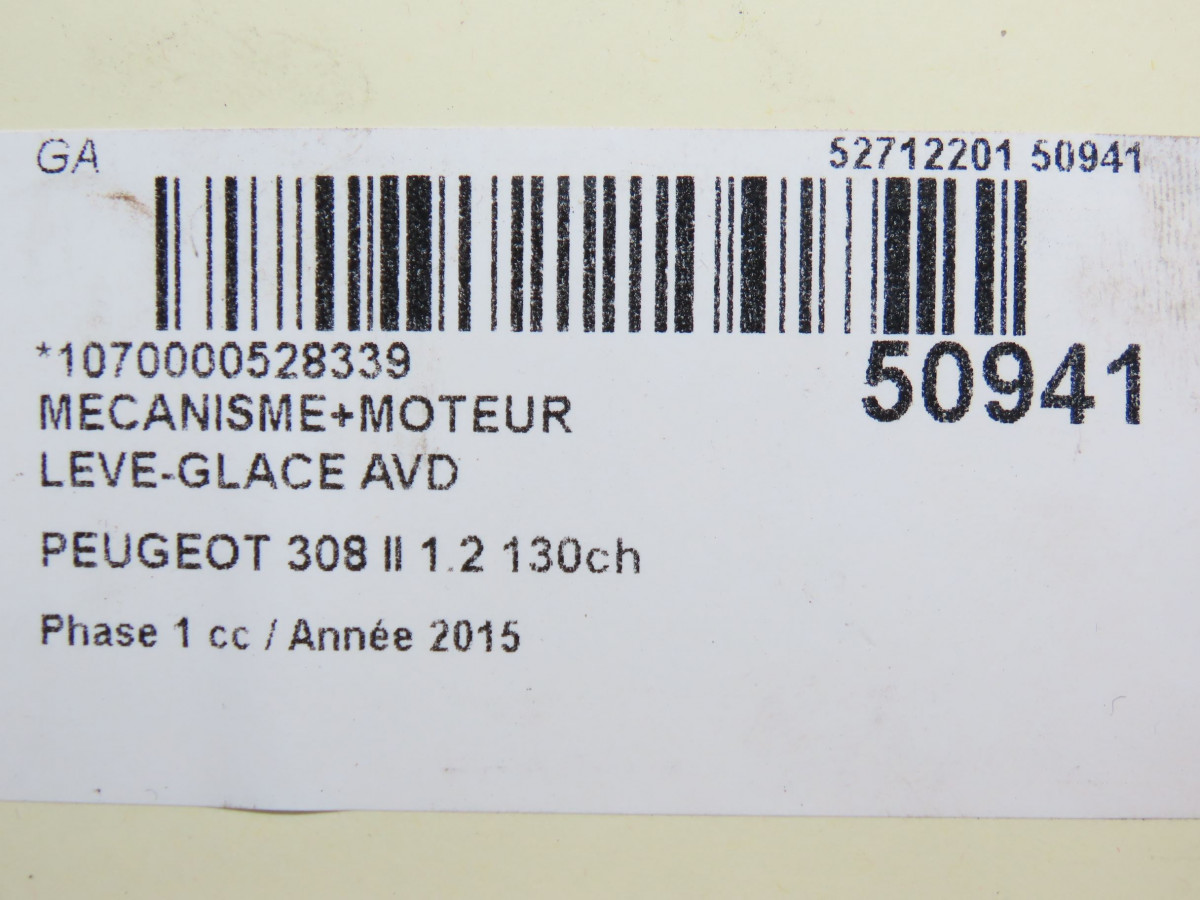 GA
52712201 50941
*1070000528339
50941
MECANISME+MOTEUR
LEVE-GLACE AVD
PEUGEOT 308 II 1.2 130ch
Phase 1 cc / Année 2015